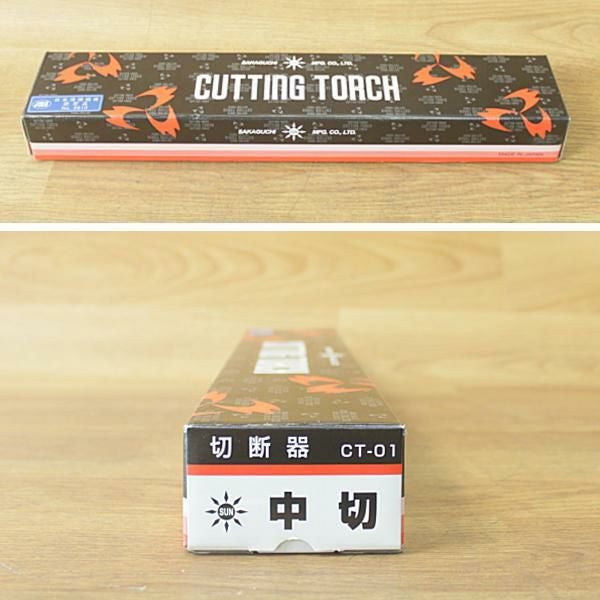 SAKAGUCHI MFG. CO., LTD.
CUTTING TORCH
SAKAGUCHI MFG. CO., LTD.
MADE IN JAPAN
切断器 CT-01
SUN 中切